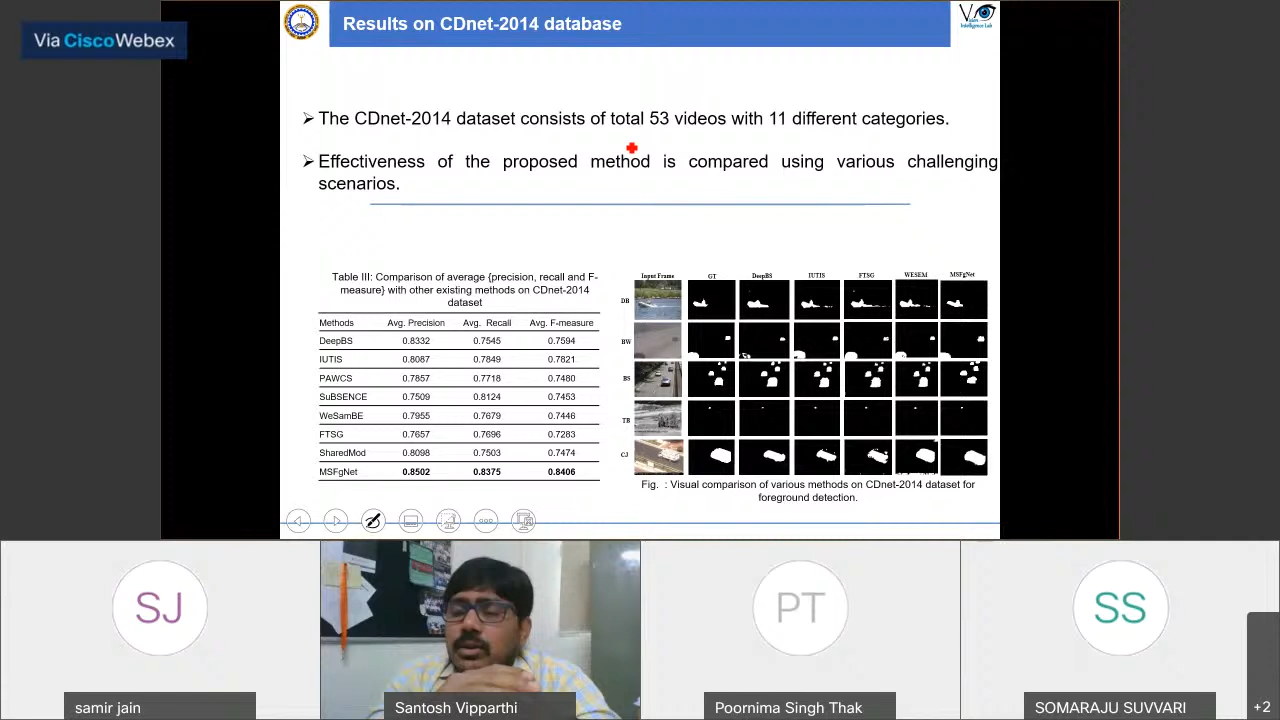 Via CiscoWebex
Results on CDnet-2014 database
Vision
Intelligence Lab
➢ The CDnet-2014 dataset consists of total 53 videos with 11 different categories.
➢ Effectiveness of the proposed method is compared using various challenging
scenarios.
Table III: Comparison of average {precision, recall and F-
measure} with other existing methods on CDnet-2014
dataset
Methods Avg. Precision Avg. Recall Avg. F-measure
DeepBS 0.8332 0.7545 0.7594
IUTIS 0.8087 0.7849 0.7821
PAWCS 0.7857 0.7718 0.7480
SuBSENCE 0.7509 0.8124 0.7453
WeSamBE 0.7955 0.7679 0.7446
FTSG 0.7657 0.7696 0.7283
SharedMod 0.8098 0.7503 0.7474
MSFgNet 0.8502 0.8375 0.8406
Input Frame GT DeepBS IUTIS FTSG WESEM MSFgNet
DB
BW
BS
TB
CJ
Fig. : Visual comparison of various methods on CDnet-2014 dataset for
foreground detection.
SJ
PT
SS
samir jain
Santosh Vipparthi
Poornima Singh Thak
SOMARAJU SUVVARI
+2